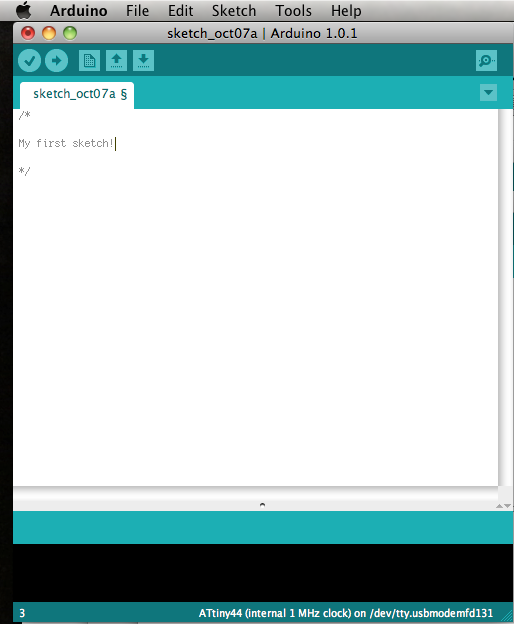 Arduino File Edit Sketch Tools Help
sketch_oct07a | Arduino 1.0.1
sketch_oct07a §
/*
My first sketch!
*/
3 ATtiny44 (internal 1 MHz clock) on /dev/tty.usbmodemfd131